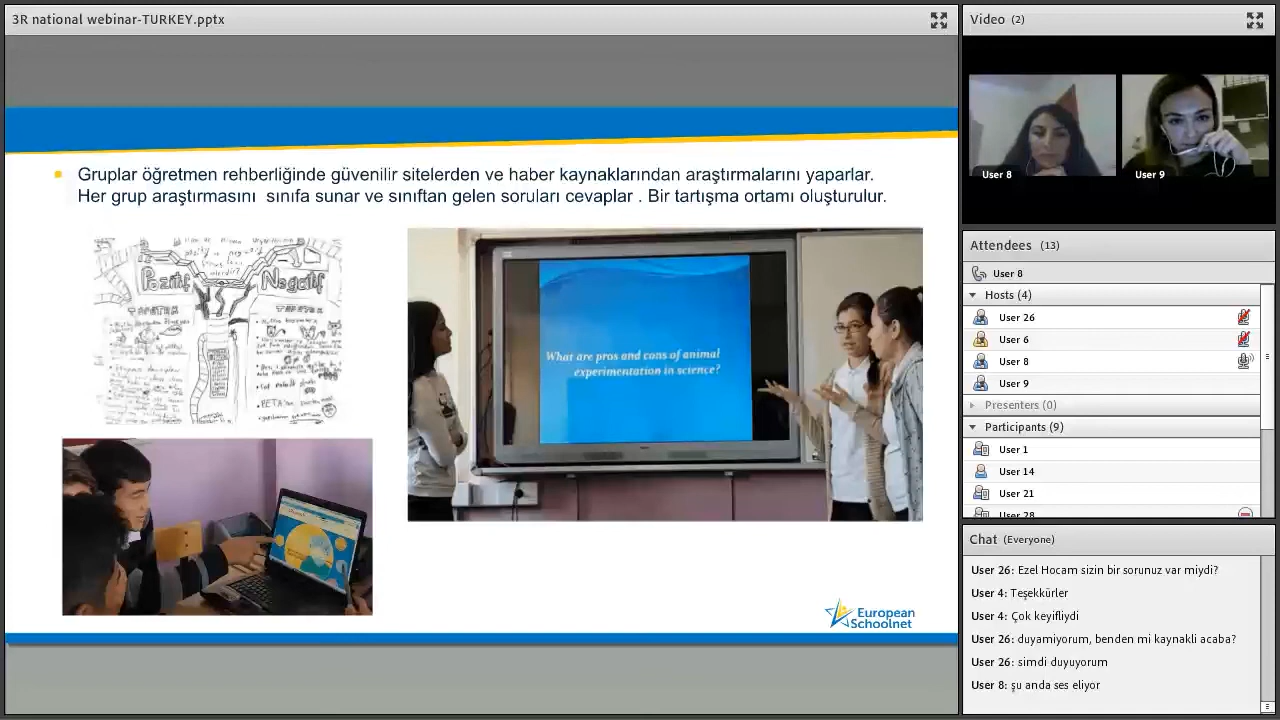 3R national webinar-TURKEY.pptx
Gruplar öğretmen rehberliğinde güvenilir sitelerden ve haber kaynaklarından araştırmalarını yaparlar.
Her grup araştırmasını  sınıfa sunar ve sınıftan gelen soruları cevaplar . Bir tartışma ortamı oluşturulur.
Pozitif
Negatif
What are pros and cons of animal
experimentation in science?
European
Schoolnet
Video (2)
User 8
User 9
Attendees (13)
User 8
Hosts (4)
User 26
User 6
User 8
User 9
Presenters (0)
Participants (9)
User 1
User 14
User 21
User 28
Chat (Everyone)
User 26: Ezel Hocam sizin bir sorunuz var miydi?
User 4: Teşekkürler
User 4: Çok keyifliydi
User 26: duyamiyorum, benden mi kaynakli acaba?
User 26: simdi duyuyorum
User 8: şu anda ses eliyor